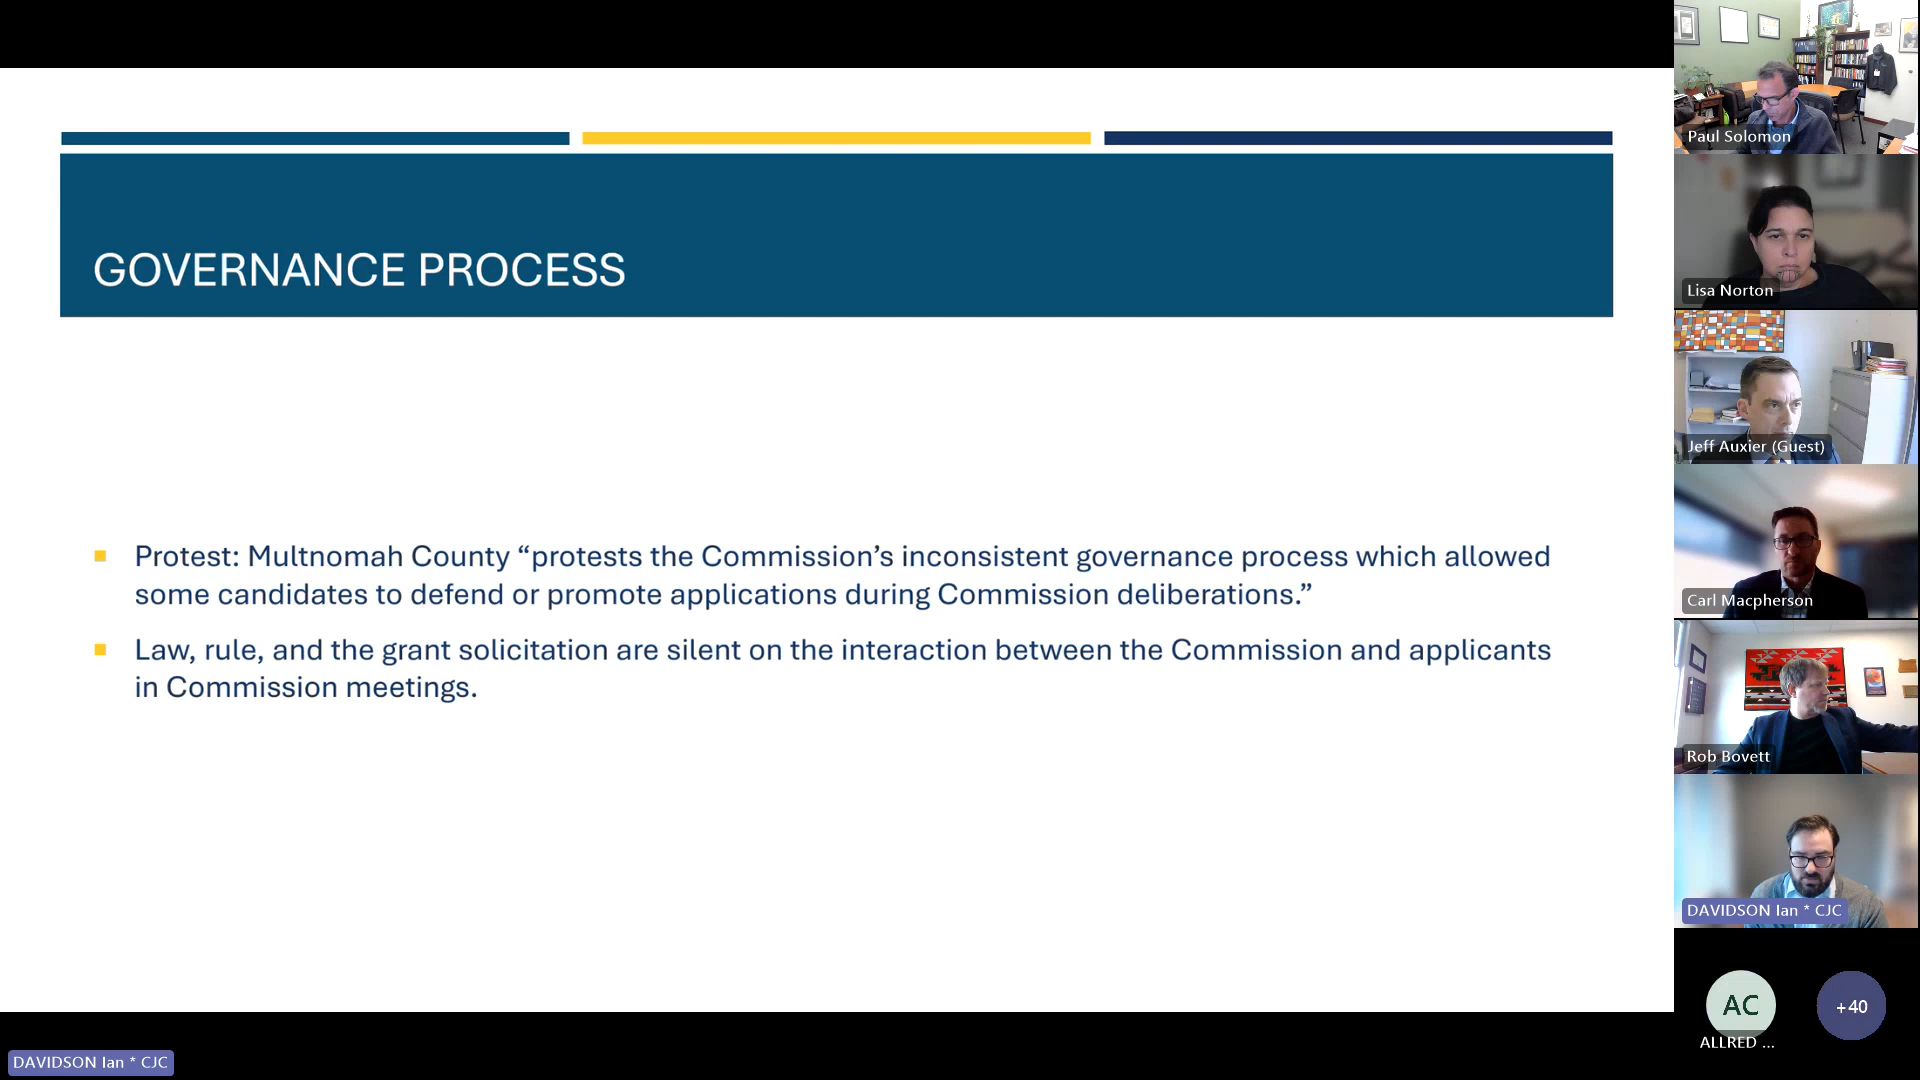 GOVERNANCE PROCESS
Protest: Multnomah County “protests the Commission’s inconsistent governance process which allowed
some candidates to defend or promote applications during Commission deliberations.”
Law, rule, and the grant solicitation are silent on the interaction between the Commission and applicants
in Commission meetings.
Paul Solomon
Lisa Norton
Jeff Auxier (Guest)
Carl Macpherson
Rob Bovett
DAVIDSON Ian * CJC
AC
+40
ALLRED ...
DAVIDSON Ian * CJC